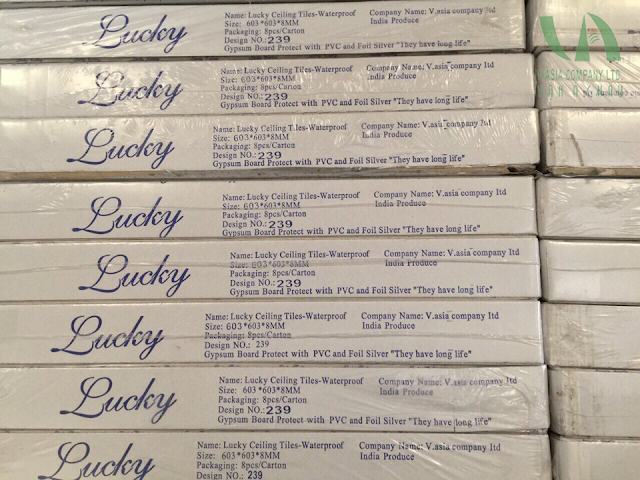 Lucky
Name: Lucky Ceiling Tiles-Waterproof Company Name: V.asia company ltd
Size: 603*603*8MM India Produce
Packaging: 8pcs/Carton
Design NO.: 239
Gypsum Board Protect with PVC and Foil Silver "They have long life"
Lucky
Name: Lucky Ceiling Tiles-Waterproof Company Name: V.asia company ltd
Size: 603*603*8MM India Produce
Packaging: 8pcs/Carton
Design NO.: 239
Gypsum Board Protect with PVC and Foil Silver "They have long life"
Lucky
Name: Lucky Ceiling Tiles-Waterproof Company Name: V.asia company ltd
Size: 603*603*8MM India Produce
Packaging: 8pcs/Carton
Design NO.: 239
Gypsum Board Protect with PVC and Foil Silver "They have long life"
Lucky
Name: Lucky Ceiling Tiles-Waterproof Company Name: V.asia company ltd
Size: 603*603*8MM India Produce
Packaging: 8pcs/Carton
Design NO.: 239
Gypsum Board Protect with PVC and Foil Silver "They have long life"
Lucky
Name: Lucky Ceiling Tiles-Waterproof Company Name: V.asia company ltd
Size: 603*603*8MM India Produce
Packaging: 8pcs/Carton
Design NO.: 239
Gypsum Board Protect with PVC and Foil Silver "They have long life"
Lucky
Name: Lucky Ceiling Tiles-Waterproof Company Name: V.asia company ltd
Size: 603*603*8MM India Produce
Packaging: 8pcs/Carton
Design NO.: 239
Gypsum Board Protect with PVC and Foil Silver "They have long life"
Lucky
Name: Lucky Ceiling Tiles-Waterproof Company Name: V.asia company ltd
Size: 603*603*8MM India Produce
Packaging: 8pcs/Carton
Design NO.: 239
Gypsum Board Protect with PVC and Foil Silver "They have long life"
Lucky
Name: Lucky Ceiling Tiles-Waterproof Company Name: V.asia company ltd
Size: 603*603*8MM India Produce
Packaging: 8pcs/Carton
Design NO.: 239
V.ASIA COMPANY LTD.